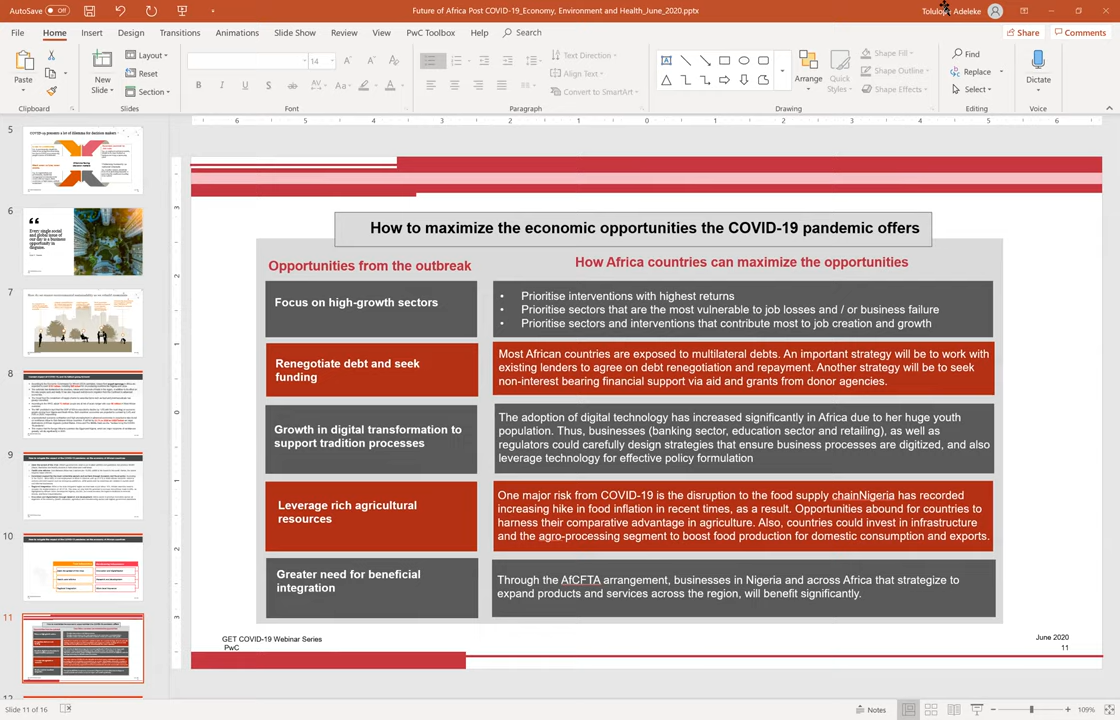 AutoSave Off
Future of Africa Post COVID-19_Economy, Environment and Health_June_2020.pptx
Adeleke
File Home Insert Design Transitions Animations Slide Show Review View PwC Toolbox Help Search
Share Comments
Paste
New Slide
Layout
Reset
Section
14
Text Direction
Align Text
Convert to SmartArt
Arrange
Quick Styles
Shape Fill
Shape Outline
Shape Effects
Find
Replace
Select
Dictate
Clipboard Slides Font Paragraph Drawing Editing Voice
5
6
7
8
9
10
11
12
How to maximize the economic opportunities the COVID-19 pandemic offers
Opportunities from the outbreak
How Africa countries can maximize the opportunities
Focus on high-growth sectors
• Prioritise interventions with highest returns
• Prioritise sectors that are the most vulnerable to job losses and / or business failure
• Prioritise sectors and interventions that contribute most to job creation and growth
Renegotiate debt and seek
funding
Most African countries are exposed to multilateral debts. An important strategy will be to work with
existing lenders to agree on debt renegotiation and repayment. Another strategy will be to seek
non-interest bearing financial support via aid and grants from donor agencies.
Growth in digital transformation to
support tradition processes
The adoption of digital technology has increased significantly in Africa due to her huge youth
population. Thus, businesses (banking sector, education sector and retailing), as well as
regulators could carefully design strategies that ensure business processes are digitized, and also
leverage technology for effective policy formulation
Leverage rich agricultural
resources
One major risk from COVID-19 is the disruption to the food supply chainNigeria has recorded
increasing hike in food inflation in recent times, as a result. Opportunities abound for countries to
harness their comparative advantage in agriculture. Also, countries could invest in infrastructure
and the agro-processing segment to boost food production for domestic consumption and exports.
Greater need for beneficial
integration
Through the AfCFTA arrangement, businesses in Nigeria and across Africa that strategize to
expand products and services across the region, will benefit significantly.
GET COVID-19 Webinar Series
PwC
June 2020
11
Slide 11 of 16
Notes
109%